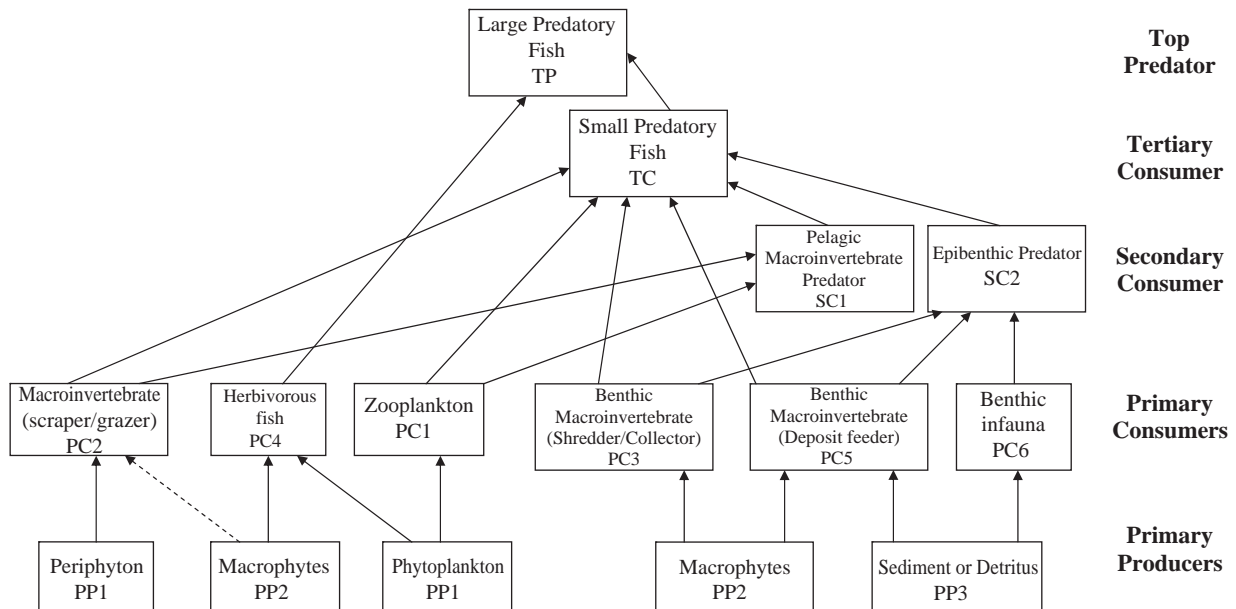 Large Predatory
Fish
TP
Top
Predator
Small Predatory
Fish
TC
Tertiary
Consumer
Pelagic
Macroinvertebrate
Predator
SC1
Epibenthic Predator
SC2
Secondary
Consumer
Macroinvertebrate
(scraper/grazer)
PC2
Herbivorous
fish
PC4
Zooplankton
PC1
Benthic
Macroinvertebrate
(Shredder/Collector)
PC3
Benthic
Macroinvertebrate
(Deposit feeder)
PC5
Benthic
infauna
PC6
Primary
Consumers
Periphyton
PP1
Macrophytes
PP2
Phytoplankton
PP1
Macrophytes
PP2
Sediment or Detritus
PP3
Primary
Producers